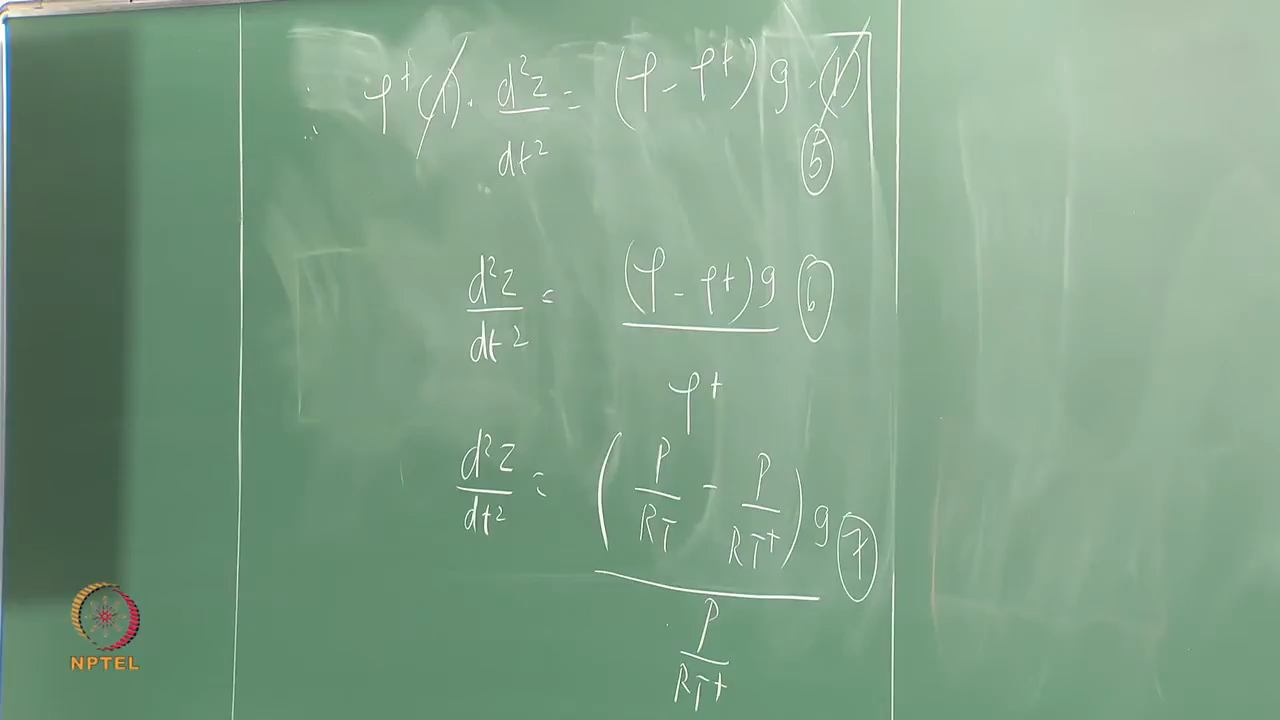 ∴ φ† (1) · d²z/dt² = (φ - φ†) g · (1) ⑤
d²z/dt² = (φ - φ†) g / φ† ⑥
d²z/dt² = (P/RT - P/RT†) g / (P/RT†) ⑦
NPTEL